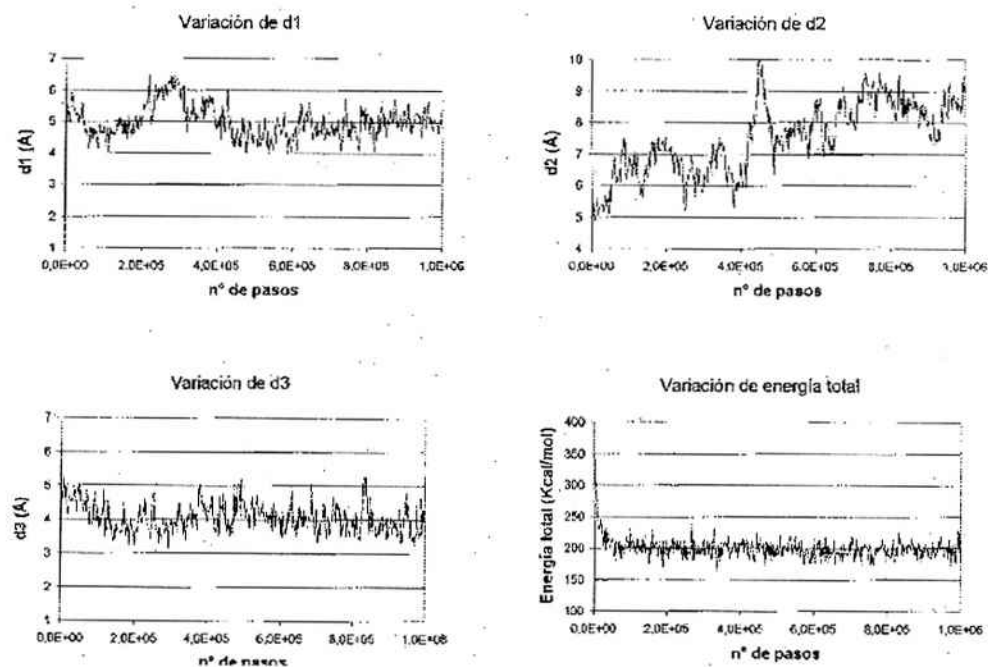 Variación de d1
7
6
5
4
3
2
1
d1 (Å)
0,0E+00 2,0E+05 4,0E+05 6,0E+05 8,0E+05 1,0E+06
nº de pasos
Variación de d2
10
9
8
7
6
5
4
d2 (Å)
0,0E+00 2,0E+05 4,0E+05 6,0E+05 8,0E+05 1,0E+06
nº de pasos
Variación de d3
7
6
5
4
3
2
1
d3 (Å)
0,0E+00 2,0E+05 4,0E+05 6,0E+05 8,0E+05 1,0E+06
nº de pasos
Variación de energía total
400
350
300
250
200
150
100
Energía total (Kcal/mol)
0,0E+00 2,0E+05 4,0E+05 6,0E+05 8,0E+05 1,0E+06
nº de pasos